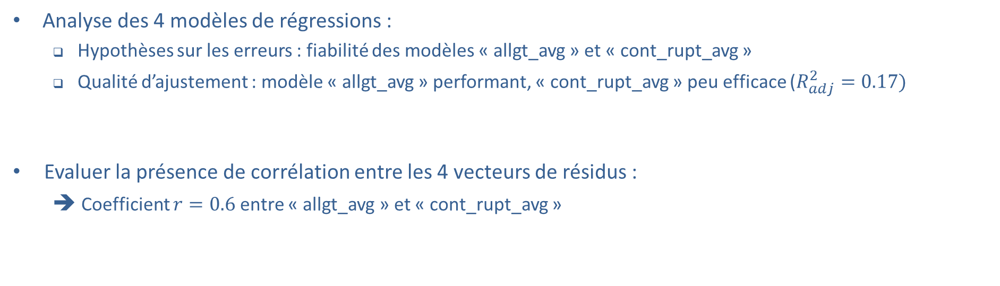 • Analyse des 4 modèles de régressions :
❑ Hypothèses sur les erreurs : fiabilité des modèles « allgt_avg » et « cont_rupt_avg »
❑ Qualité d’ajustement : modèle « allgt_avg » performant, « cont_rupt_avg » peu efficace (R²adj = 0.17)
• Evaluer la présence de corrélation entre les 4 vecteurs de résidus :
➔ Coefficient r = 0.6 entre « allgt_avg » et « cont_rupt_avg »